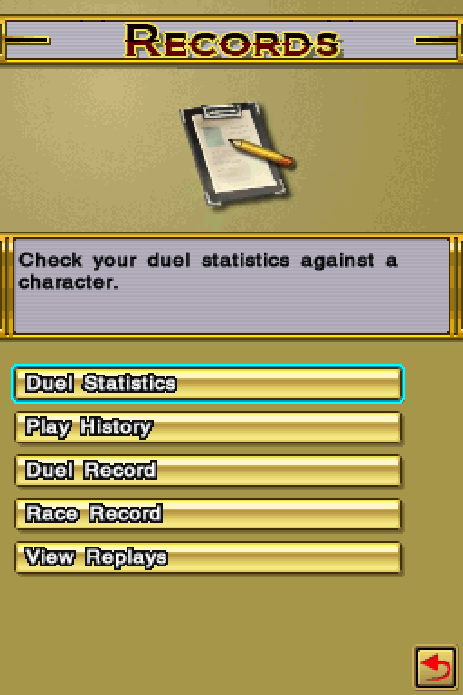 Records
Check your duel statistics against a
character.
Duel Statistics
Play History
Duel Record
Race Record
View Replays